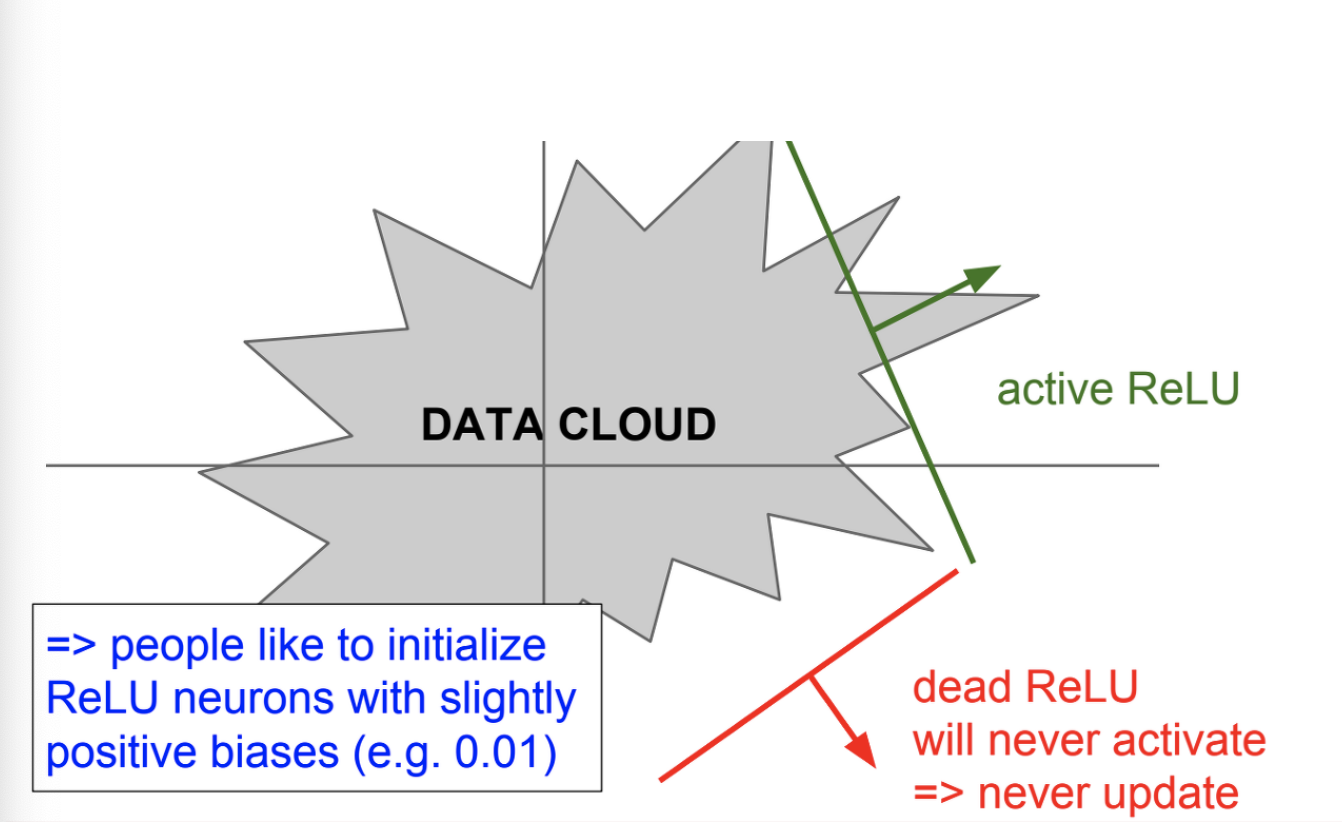 DATA CLOUD
active ReLU
=> people like to initialize
ReLU neurons with slightly
positive biases (e.g. 0.01)
dead ReLU
will never activate
=> never update